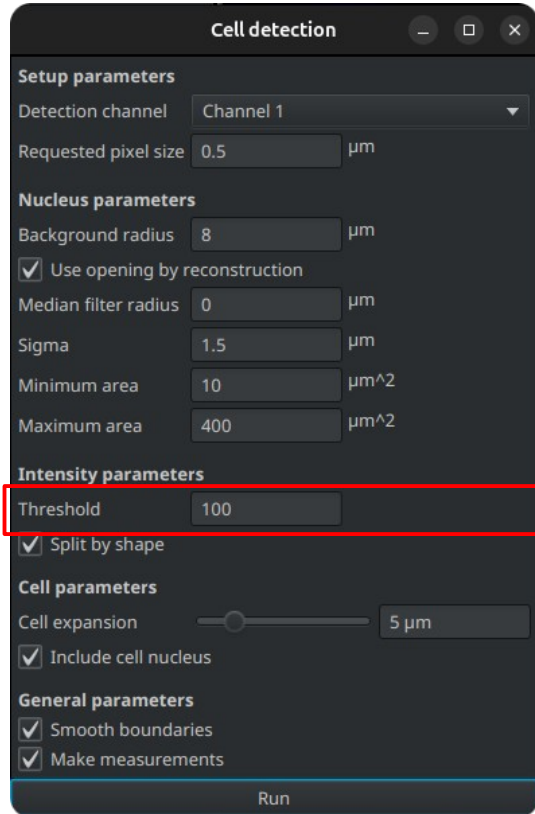 Cell detection
Setup parameters
Detection channel Channel 1
Requested pixel size 0.5 µm
Nucleus parameters
Background radius 8 µm
Use opening by reconstruction
Median filter radius 0 µm
Sigma 1.5 µm
Minimum area 10 µm^2
Maximum area 400 µm^2
Intensity parameters
Threshold 100
Split by shape
Cell parameters
Cell expansion 5 µm
Include cell nucleus
General parameters
Smooth boundaries
Make measurements
Run